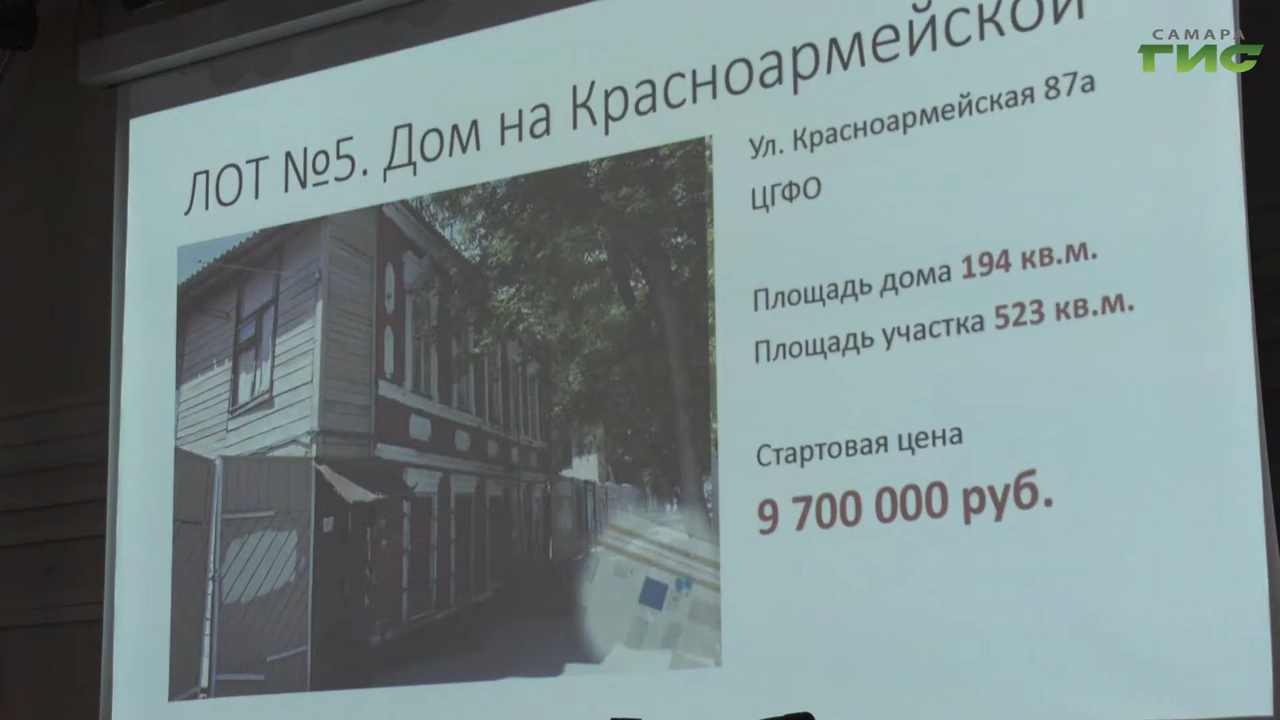 САМАРА
ГИС
ЛОТ №5. Дом на Красноармейской
Ул. Красноармейская 87а
ЦГФО
Площадь дома 194 кв.м.
Площадь участка 523 кв.м.
Стартовая цена
9 700 000 руб.